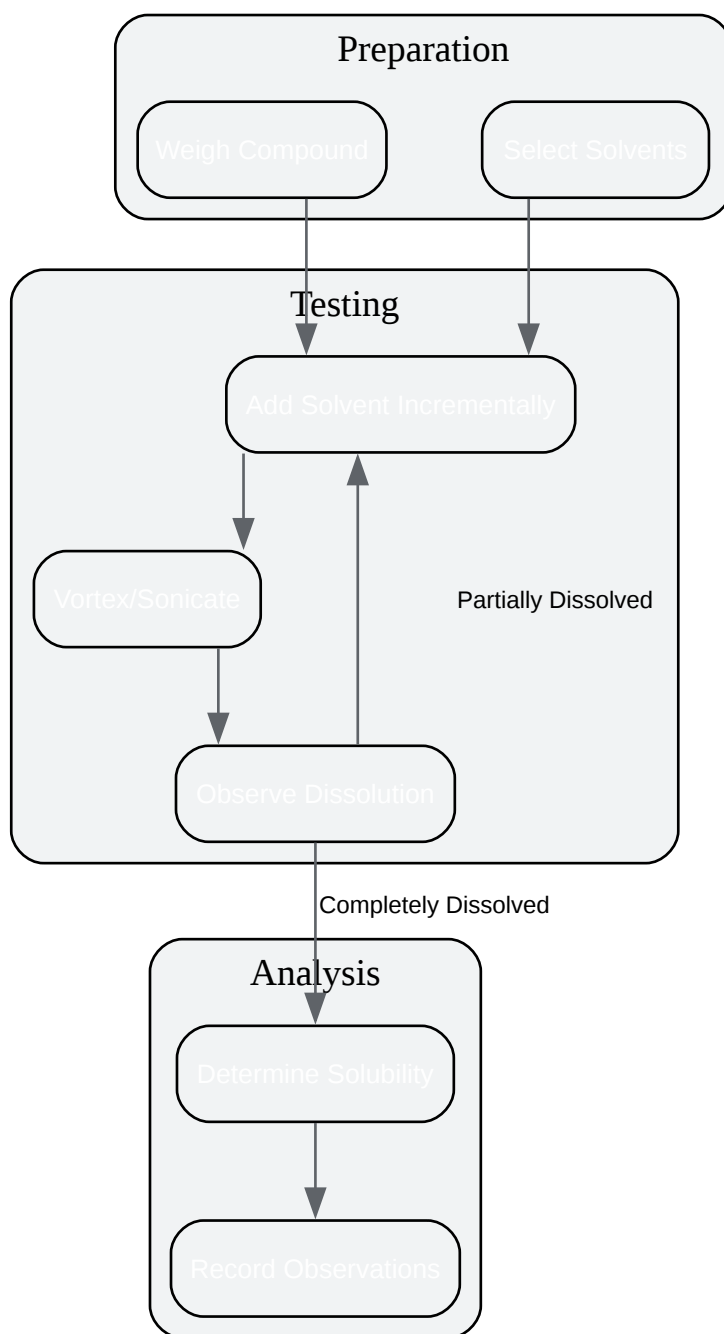 Preparation
Weigh Compound
Select Solvents
Testing
Add Solvent Incrementally
Vortex/Sonicate
Partially Dissolved
Observe Dissolution
Completely Dissolved
Analysis
Determine Solubility
Record Observations